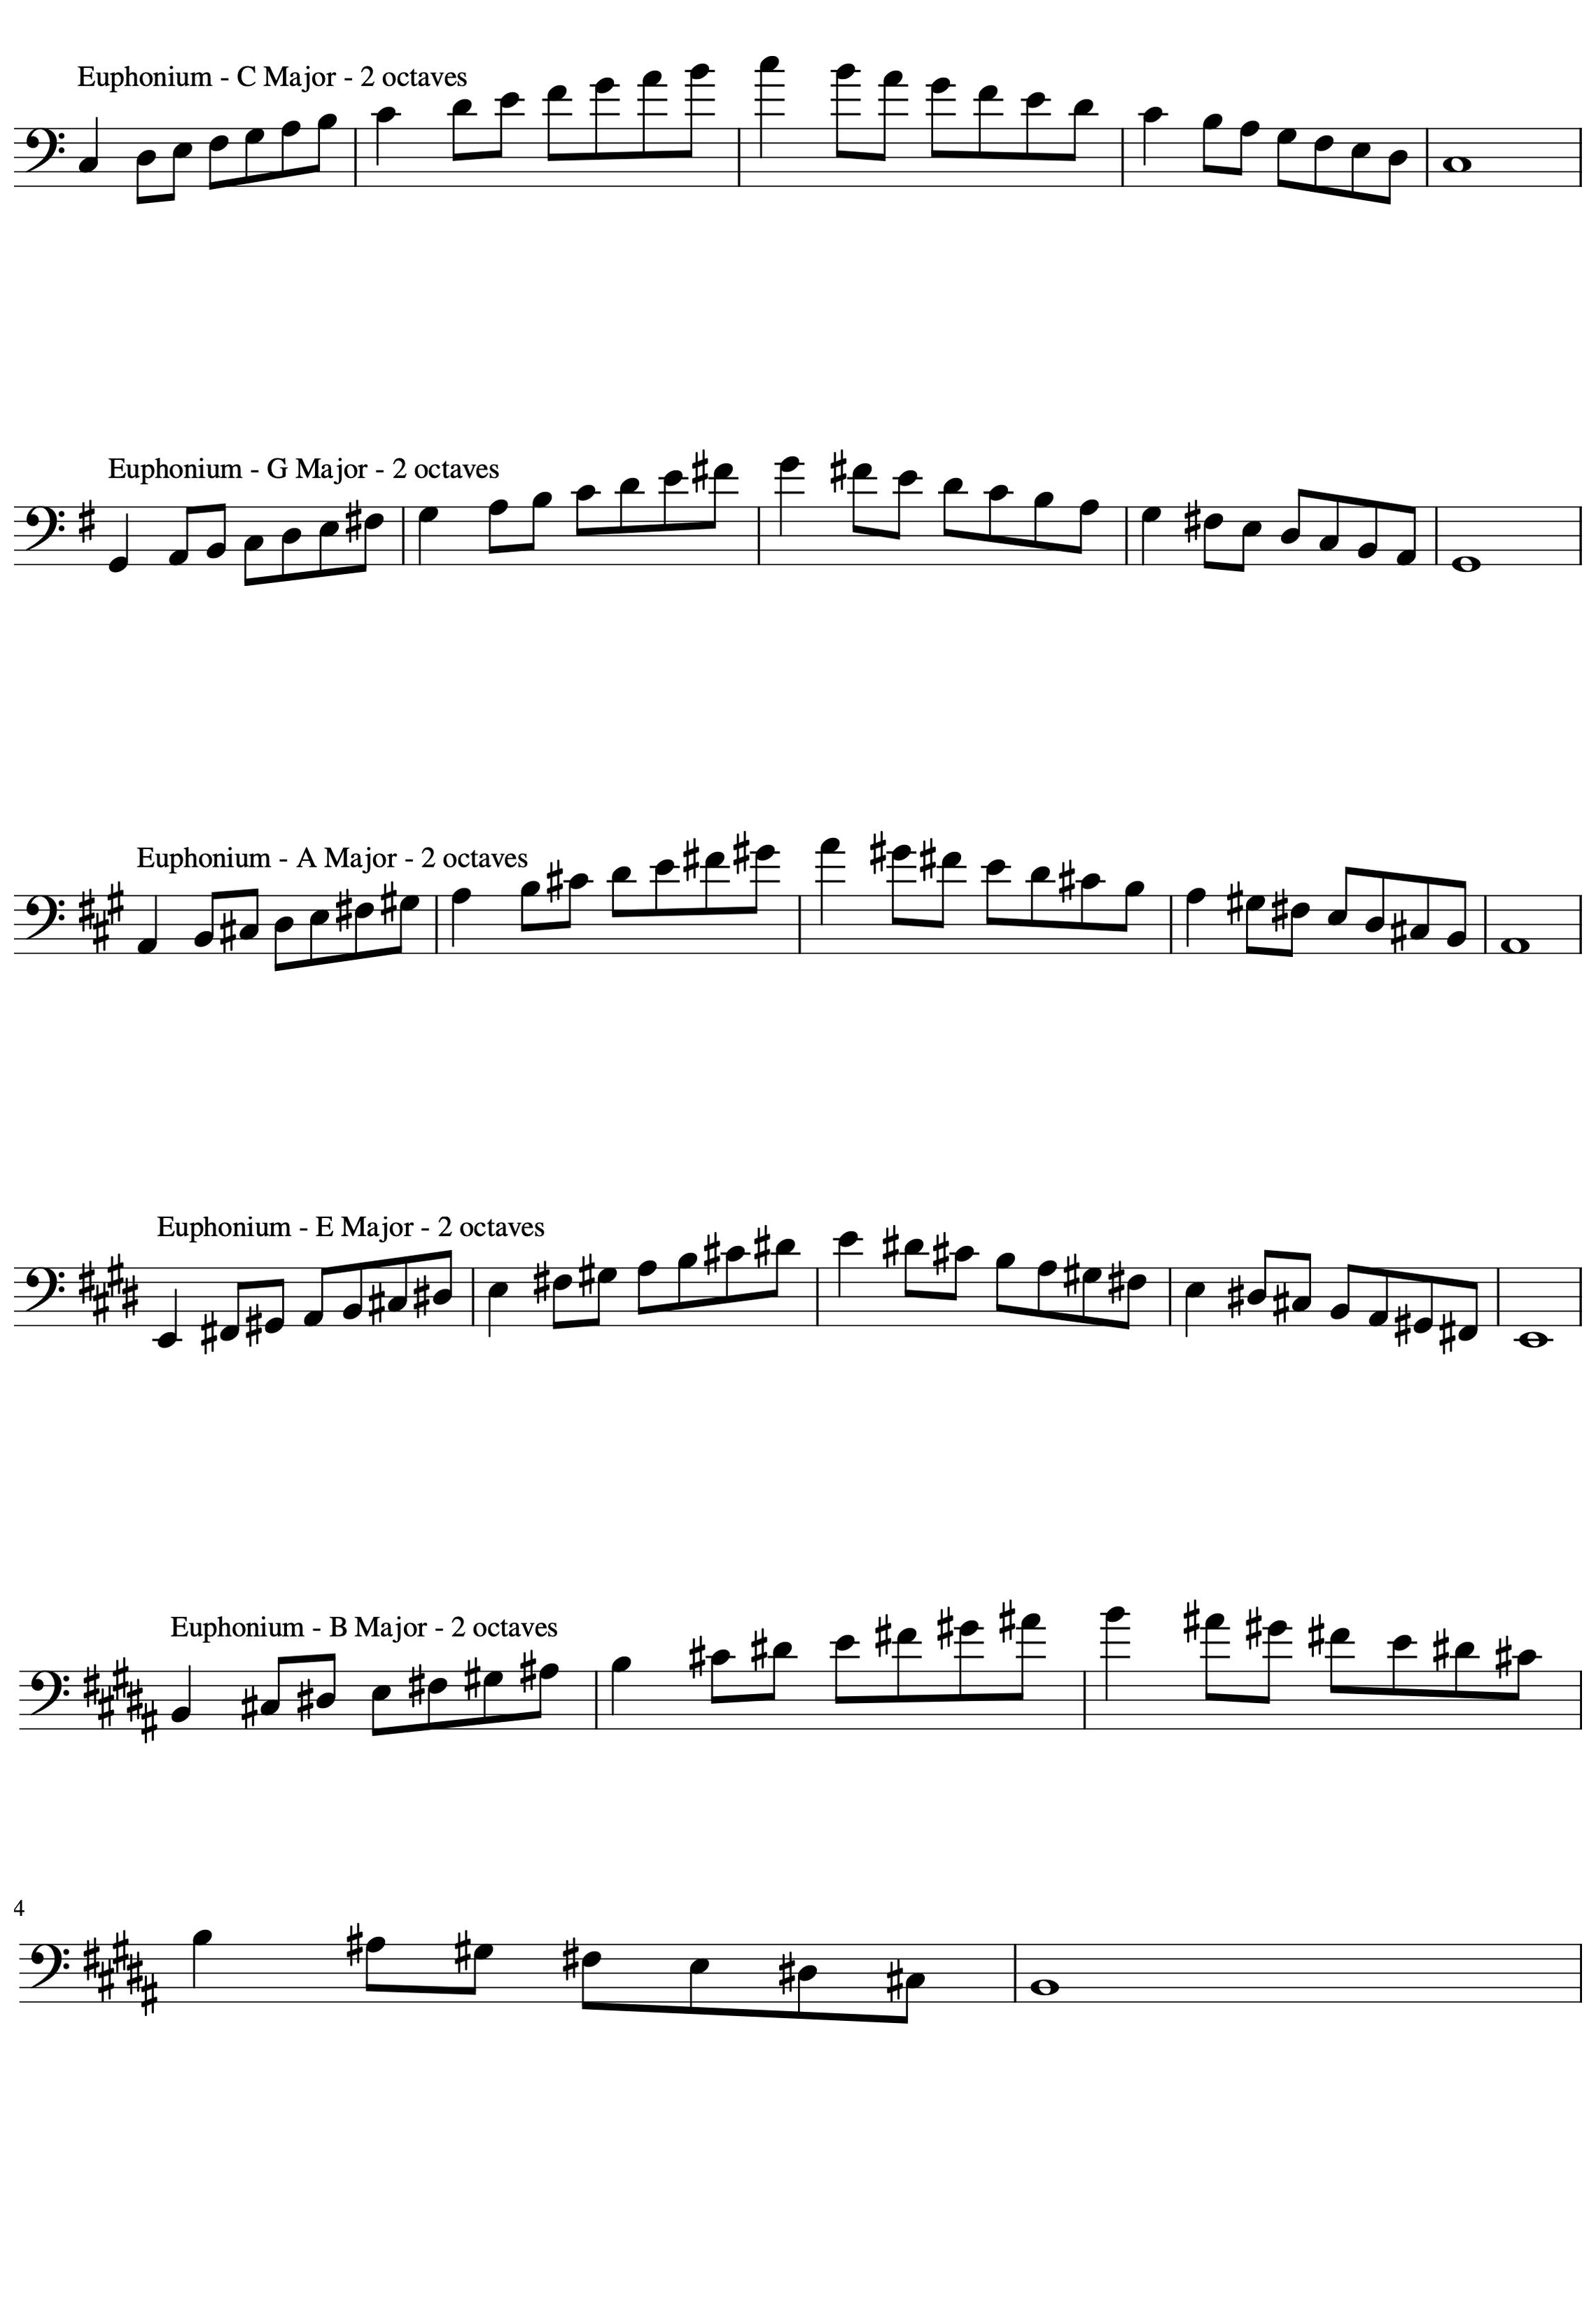 Euphonium - C Major - 2 octaves
Euphonium - G Major - 2 octaves
Euphonium - A Major - 2 octaves
Euphonium - E Major - 2 octaves
Euphonium - B Major - 2 octaves
4